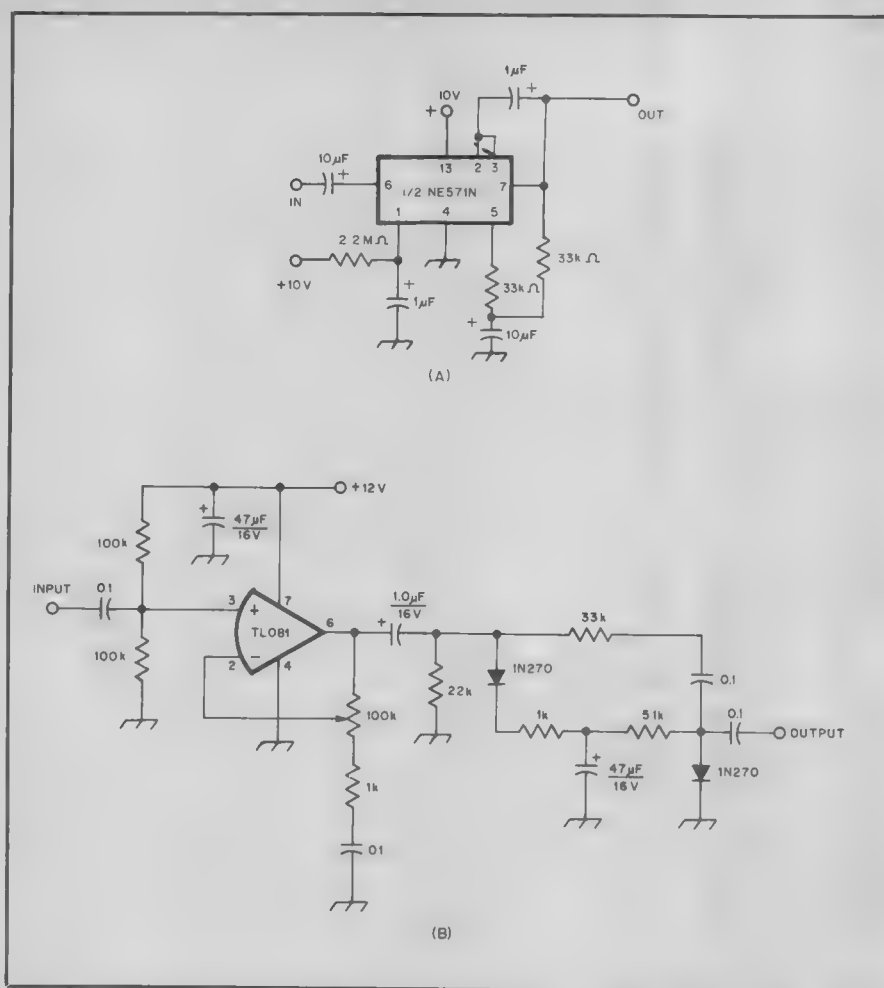 1µF
+
10V
+
OUT
10µF
+
13
2
3
6
1/2 NE571N
7
IN
1
4
5
2 2MΩ
33kΩ
+10V
+
1µF
33kΩ
+
10µF
(A)
+12V
+
47µF
16V
100k
INPUT
01
3
+
7
1.0µF
16V
33k
TL081
6
+
100k
2
−
4
1N270
0.1
22k
100k
1k
51k
0.1
OUTPUT
+
47µF
16V
1N270
1k
01
(B)